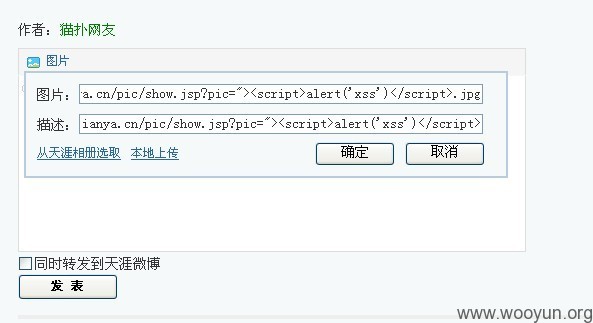 作者：猫扑网友
图片
图片：a.cn/pic/show.jsp?pic="><script>alert('xss')</script>.jpg
描述：ianya.cn/pic/show.jsp?pic="><script>alert('xss')</script>
从天涯相册选取 本地上传 确定 取消
同时转发到天涯微博
发 表
www.wooyun.org